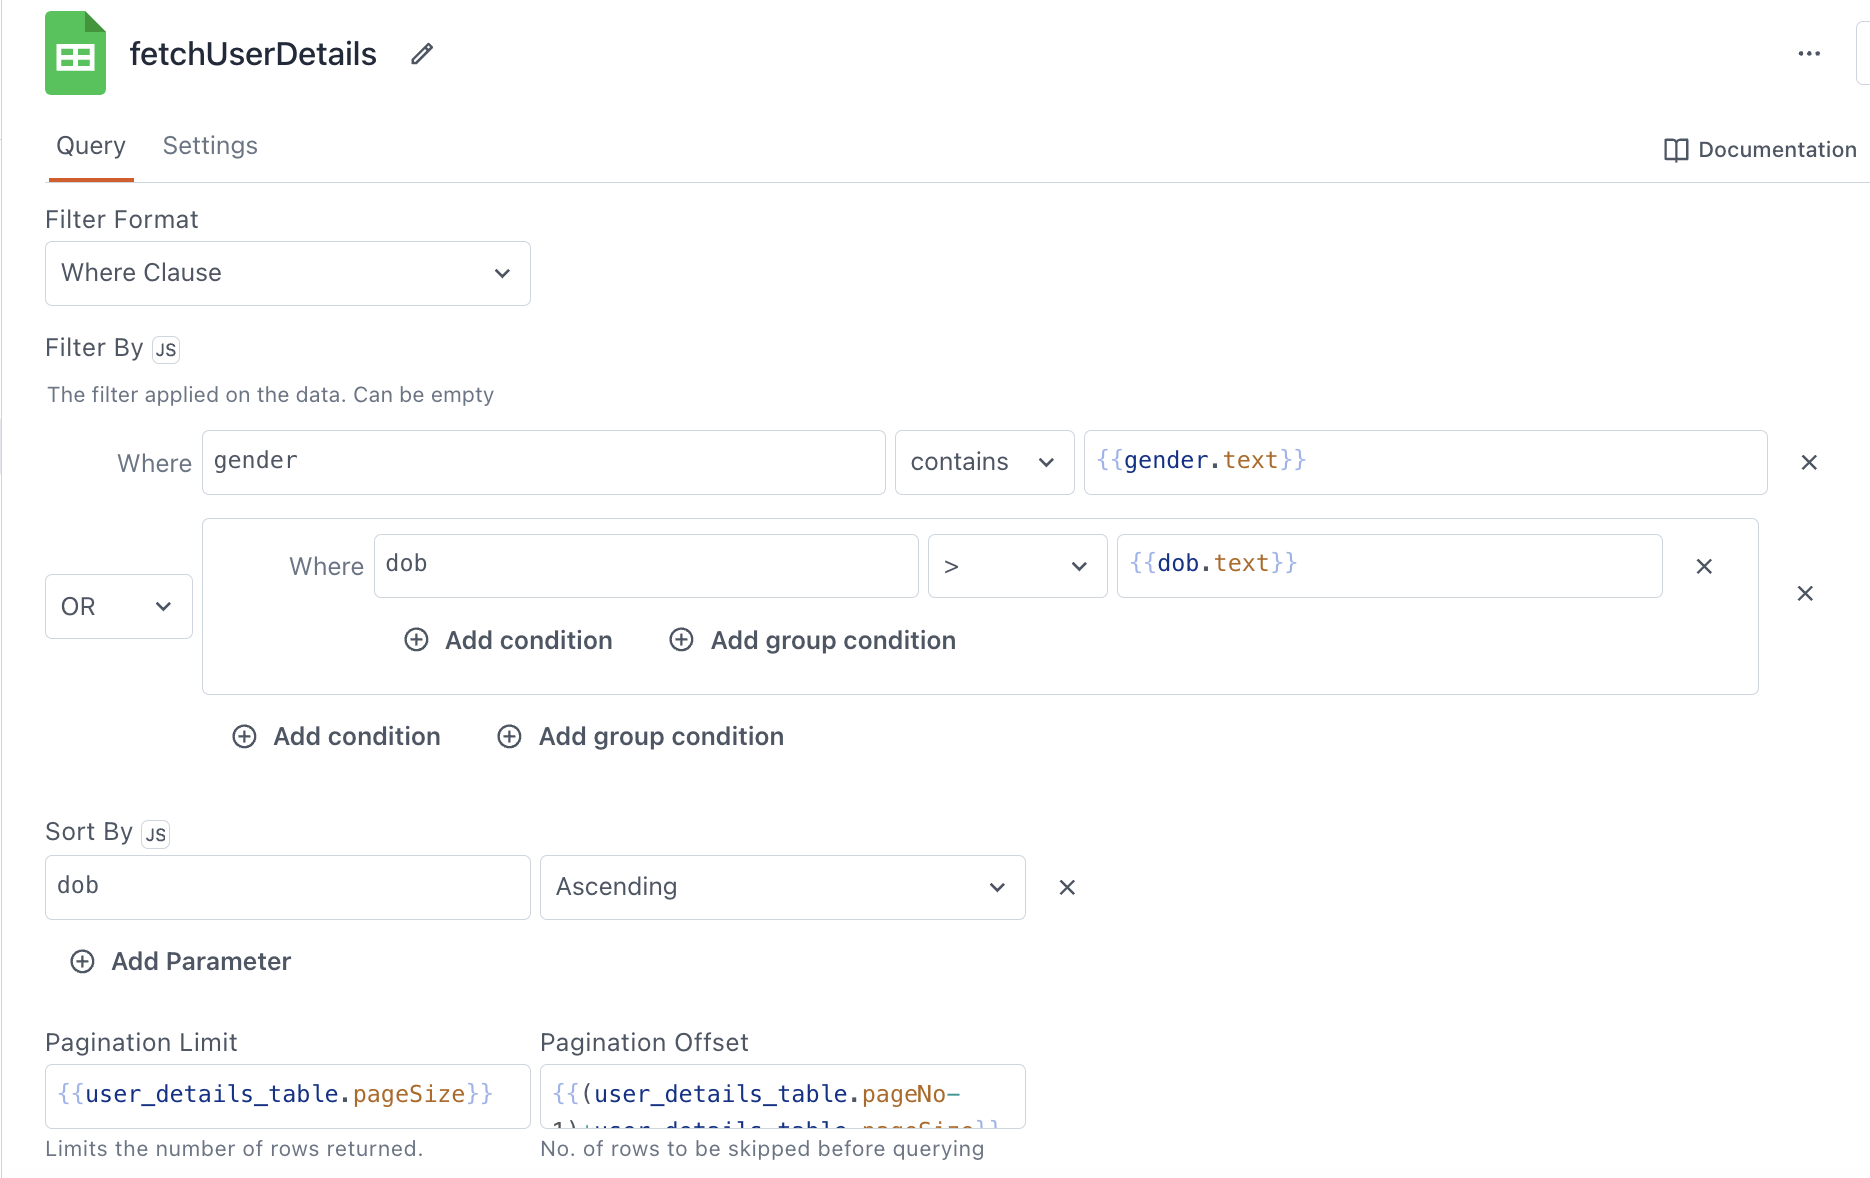 fetchUserDetails
Query Settings
Documentation
Filter Format
Where Clause
Filter By JS
The filter applied on the data. Can be empty
Where gender contains {{gender.text}}
OR
Where dob > {{dob.text}}
Add condition Add group condition
Add condition Add group condition
Sort By JS
dob Ascending
Add Parameter
Pagination Limit Pagination Offset
{{user_details_table.pageSize}} {{(user_details_table.pageNo-
user_details_table.pageSize}}
Limits the number of rows returned. No. of rows to be skipped before querying